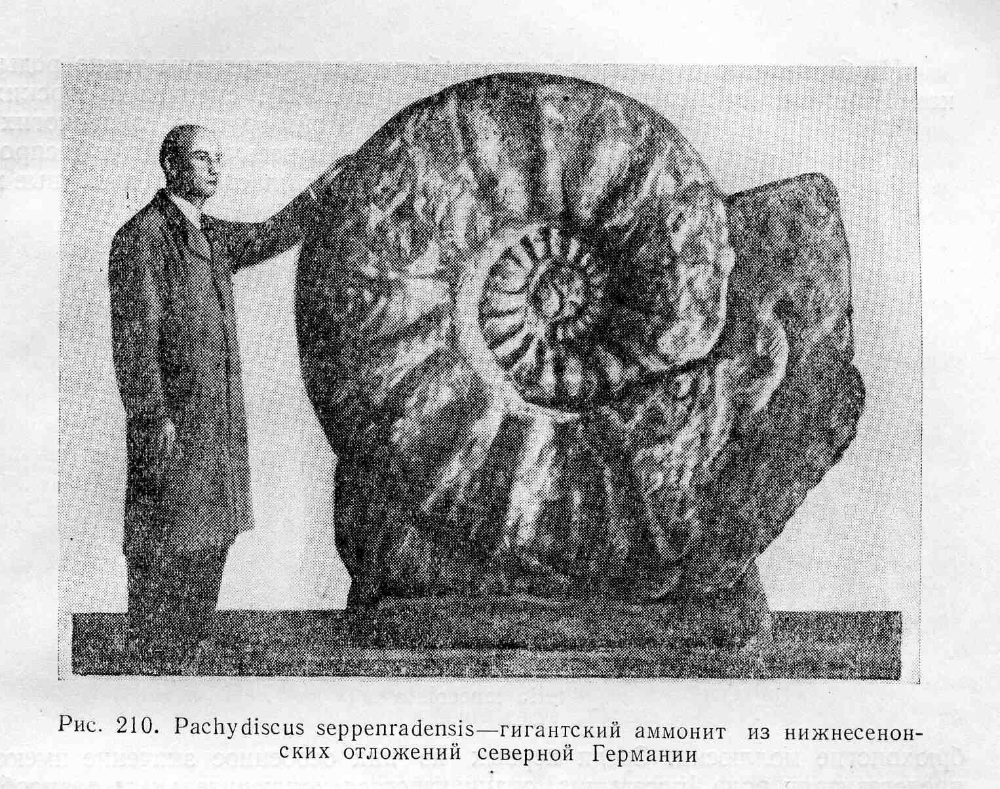 Рис. 210. Pachydiscus seppenradensis—гигантский аммонит из нижнесенон-
ских отложений северной Германии